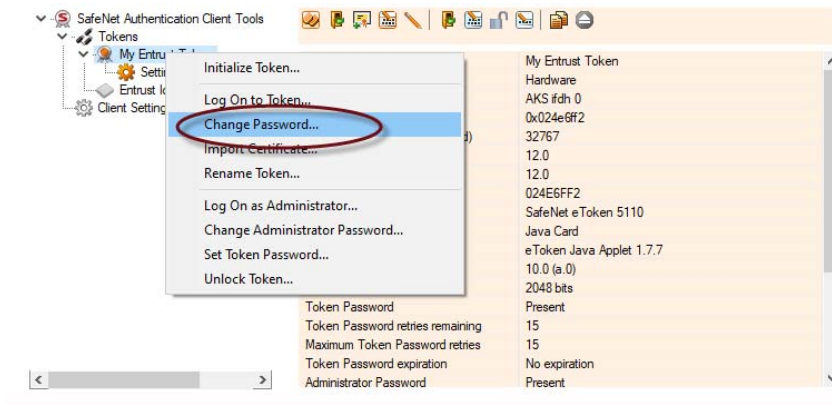 SafeNet Authentication Client Tools
Tokens
My Entrust
Client Setting
Initialize Token...
Log On to Token...
Change Password...
Import Certificate...
Rename Token...
Log On as Administrator...
Change Administrator Password...
Set Token Password...
Unlock Token...
My Entrust Token
Hardware
AKS ifdh 0
0x024e6ff2
32767
12.0
12.0
024E6FF2
SafeNet eToken 5110
Java Card
eToken Java Applet 1.7.7
10.0 (a.0)
2048 bits
Token Password Present
Token Password retries remaining 15
Maximum Token Password retries 15
Token Password expiration No expiration
Administrator Password Present